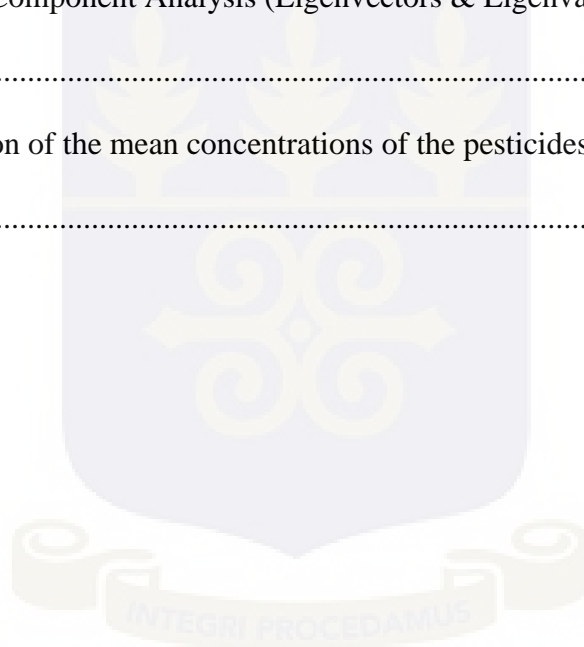 Component Analysis (Eigenvectors & Eigenva
....................................................................................
on of the mean concentrations of the pesticides
....................................................................................
INTEGRI PROCEDAMUS